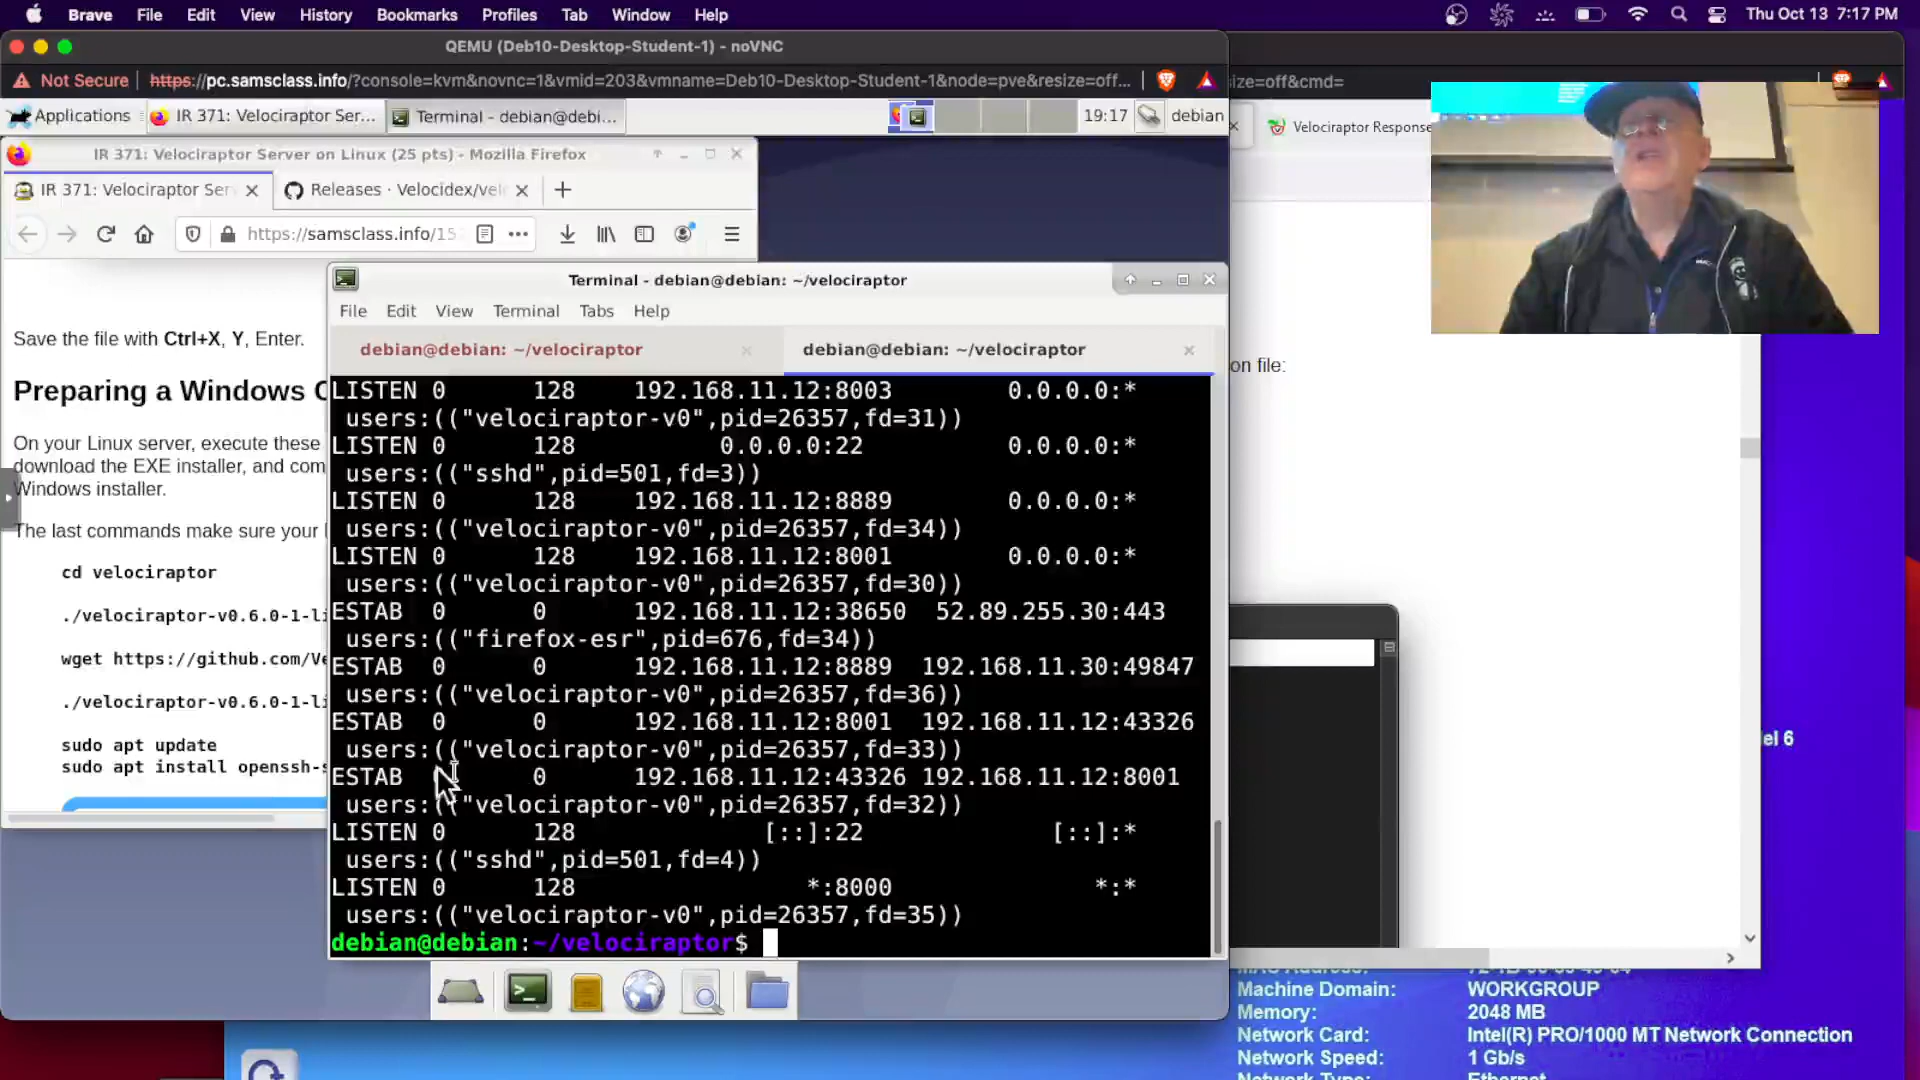 Brave File Edit View History Bookmarks Profiles Tab Window Help Thu Oct 13 7:17 PM
QEMU (Deb10-Desktop-Student-1) - noVNC
Not Secure https://pc.samsclass.info/?console=kvm&novnc=1&vmid=203&vmname=Deb10-Desktop-Student-1&node=pve&resize=off...
ize=off&cmd=
Applications IR 371: Velociraptor Ser... Terminal - debian@debi... 19:17 debian
Velociraptor Response
IR 371: Velociraptor Server on Linux (25 pts) - Mozilla Firefox
IR 371: Velociraptor Ser Releases · Velocidex/vel
https://samsclass.info/15
Terminal - debian@debian: ~/velociraptor
File Edit View Terminal Tabs Help
debian@debian: ~/velociraptor debian@debian: ~/velociraptor
Save the file with Ctrl+X, Y, Enter.
Preparing a Windows C
On your Linux server, execute these
download the EXE installer, and com
Windows installer.
The last commands make sure your
cd velociraptor
./velociraptor-v0.6.0-1-li
wget https://github.com/Ve
./velociraptor-v0.6.0-1-li
sudo apt update
sudo apt install openssh-s
on file:
LISTEN 0 128 192.168.11.12:8003 0.0.0.0:*
users:(("velociraptor-v0",pid=26357,fd=31))
LISTEN 0 128 0.0.0.0:22 0.0.0.0:*
users:(("sshd",pid=501,fd=3))
LISTEN 0 128 192.168.11.12:8889 0.0.0.0:*
users:(("velociraptor-v0",pid=26357,fd=34))
LISTEN 0 128 192.168.11.12:8001 0.0.0.0:*
users:(("velociraptor-v0",pid=26357,fd=30))
ESTAB 0 0 192.168.11.12:38650 52.89.255.30:443
users:(("firefox-esr",pid=676,fd=34))
ESTAB 0 0 192.168.11.12:8889 192.168.11.30:49847
users:(("velociraptor-v0",pid=26357,fd=36))
ESTAB 0 0 192.168.11.12:8001 192.168.11.12:43326
users:(("velociraptor-v0",pid=26357,fd=33))
ESTAB 0 0 192.168.11.12:43326 192.168.11.12:8001
users:(("velociraptor-v0",pid=26357,fd=32))
LISTEN 0 128 [::]:22 [::]:*
users:(("sshd",pid=501,fd=4))
LISTEN 0 128 *:8000 *:*
users:(("velociraptor-v0",pid=26357,fd=35))
debian@debian:~/velociraptor$
del 6
Machine Domain: WORKGROUP
Memory: 2048 MB
Network Card: Intel(R) PRO/1000 MT Network Connection
Network Speed: 1 Gb/s
Network Type: Ethernet